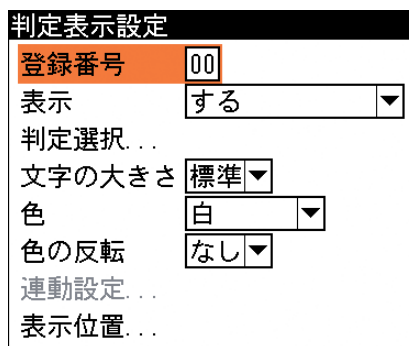 判定表示設定
登録番号 00
表示 する
判定選択...
文字の大きさ 標準
色 白
色の反転 なし
連動設定...
表示位置...